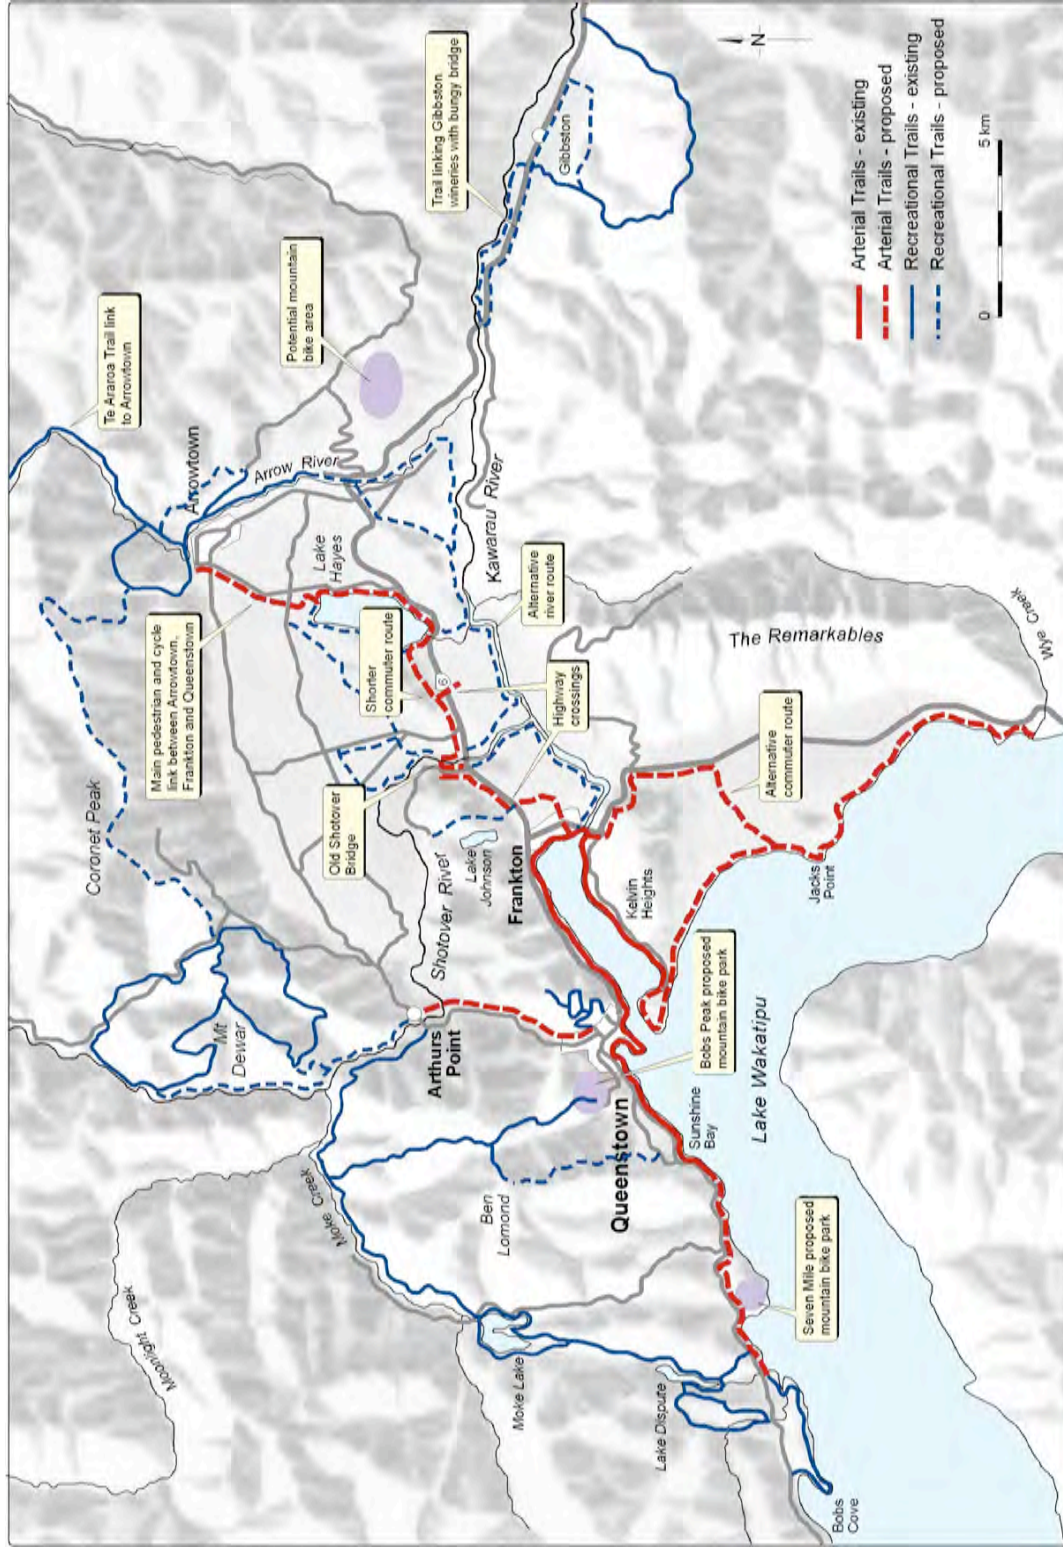 Te Araroa Trail link
to Arrowtown
Potential mountain
bike area
Trail linking Gibbston
wineries with bungy bridge
Coronet Peak
Main pedestrian and cycle
link between Arrowtown,
Frankton and Queenstown
Arrowtown
Arrow River
Lake
Hayes
Gibbston
Kawarau River
Mt
Dewar
Old Shotover
Bridge
Shorter
commuter route
6
Alternative
river route
Highway
crossings
Shotover River
Lake
Johnson
Frankton
Arthurs
Point
Moonlight Creek
Moke Creek
Ben
Lomond
Queenstown
Kelvin
Heights
The Remarkables
Wye Creek
Alternative
commuter route
Jacks
Point
Bobs Peak proposed
mountain bike park
Sunshine
Bay
Lake Wakatipu
Moke Lake
Lake Dispute
Seven Mile proposed
mountain bike park
Bobs
Cove
N
Arterial Trails - existing
Arterial Trails - proposed
Recreational Trails - existing
Recreational Trails - proposed
0
5 km